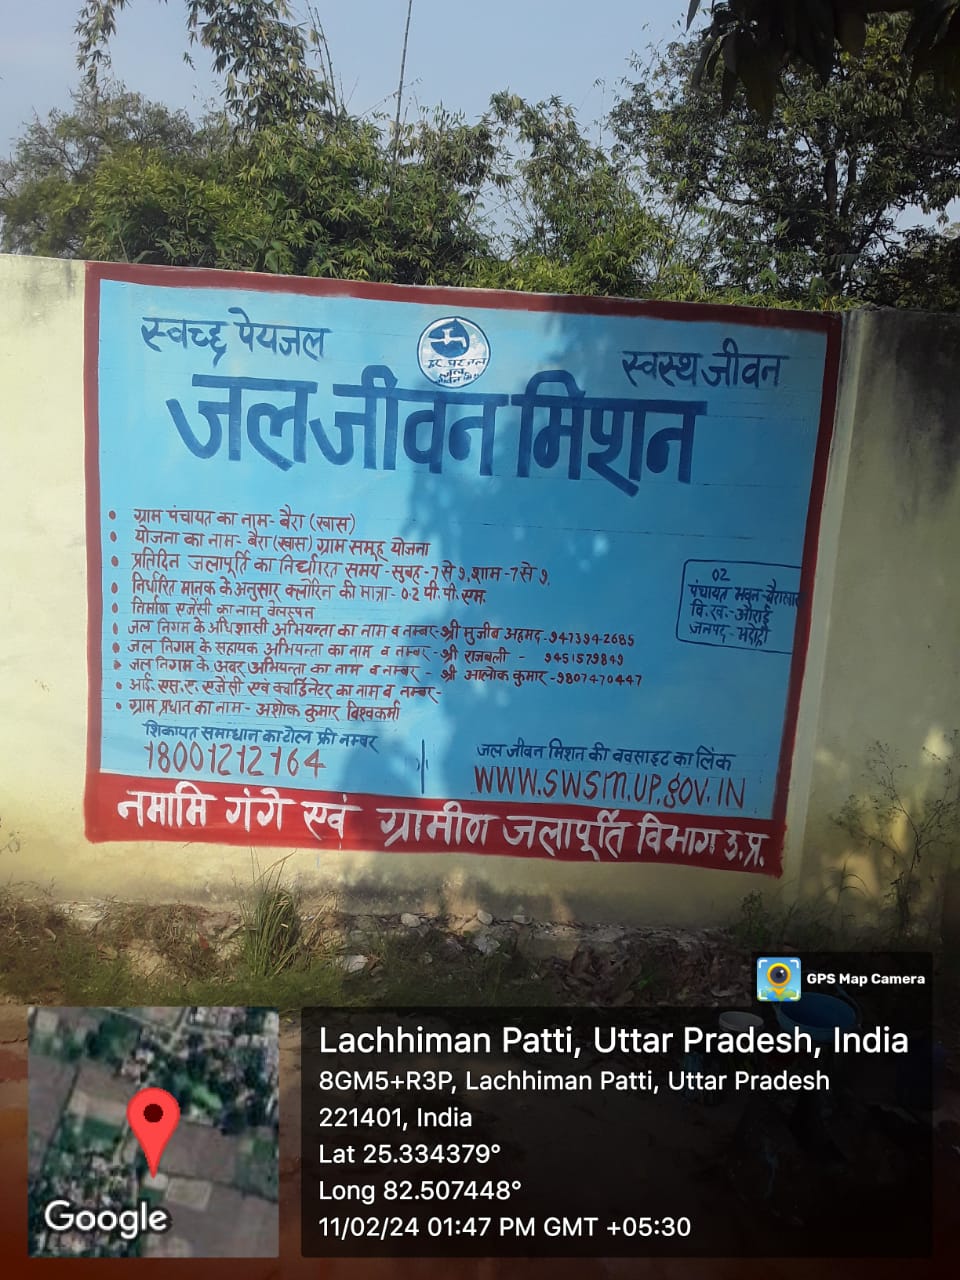 स्वच्छ पेयजल
हर घर जल
जल
जीवन मिशन
स्वस्थ जीवन
जल जीवन मिशन
• ग्राम पंचायत का नाम- बैरा (खास)
• योजना का नाम- बैरा (खास) ग्राम समूह योजना
• प्रतिदिन जलापूर्ति का निर्धारित समय - सुबह - 7 से 9, शाम - 7 से 9,
• निर्धारित मानक के अनुसार क्लोरिन की मात्रा - 0.2 पी. पी. एम.
• निर्माण एजेंसी का नाम वेलस्पन
• जल निगम के अधिशासी अभियन्ता का नाम व नम्बर - श्री मुजीब अहमद - 9473942685
• जल निगम के सहायक अभियन्ता का नाम व नम्बर - श्री राजबली - 9451579849
• जल निगम के अवर अभियन्ता का नाम व नम्बर - श्री आलोक कुमार - 9807470447
• आई. एस. ए. एजेंसी एवं क्वार्डिनेटर का नाम व नम्बर -
• ग्राम प्रधान का नाम - अशोक कुमार विश्वकर्मा
02
पंचायत भवन - बैराखास
वि. ख. - औराई
जनपद - भदोही
शिकायत समाधान का टोल फ्री नम्बर
18001212164
जल जीवन मिशन की वेबसाइट का लिंक
WWW.SWSM.UP.GOV.IN
नमामि गंगे एवं ग्रामीण जलापूर्ति विभाग उ.प्र.
GPS Map Camera
Lachhiman Patti, Uttar Pradesh, India
8GM5+R3P, Lachhiman Patti, Uttar Pradesh
221401, India
Lat 25.334379°
Long 82.507448°
11/02/24 01:47 PM GMT +05:30
Google